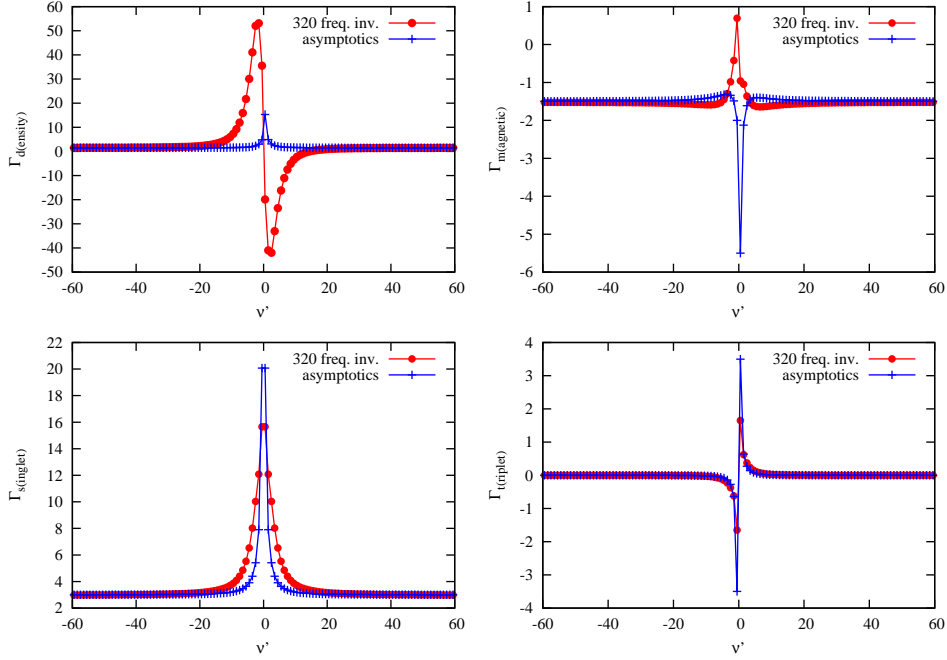 60
50
40
30
20
10
0
-10
-20
-30
-40
-50
-60 -40 -20 0 20 40 60
Γd(ensity)
ν'
320 freq. inv.
asymptotics
1
0
-1
-2
-3
-4
-5
-6
-60 -40 -20 0 20 40 60
Γm(agnetic)
ν'
320 freq. inv.
asymptotics
22
20
18
16
14
12
10
8
6
4
2
-60 -40 -20 0 20 40 60
Γs(inglet)
ν'
320 freq. inv.
asymptotics
4
3
2
1
0
-1
-2
-3
-4
-60 -40 -20 0 20 40 60
Γt(riplet)
ν'
320 freq. inv.
asymptotics